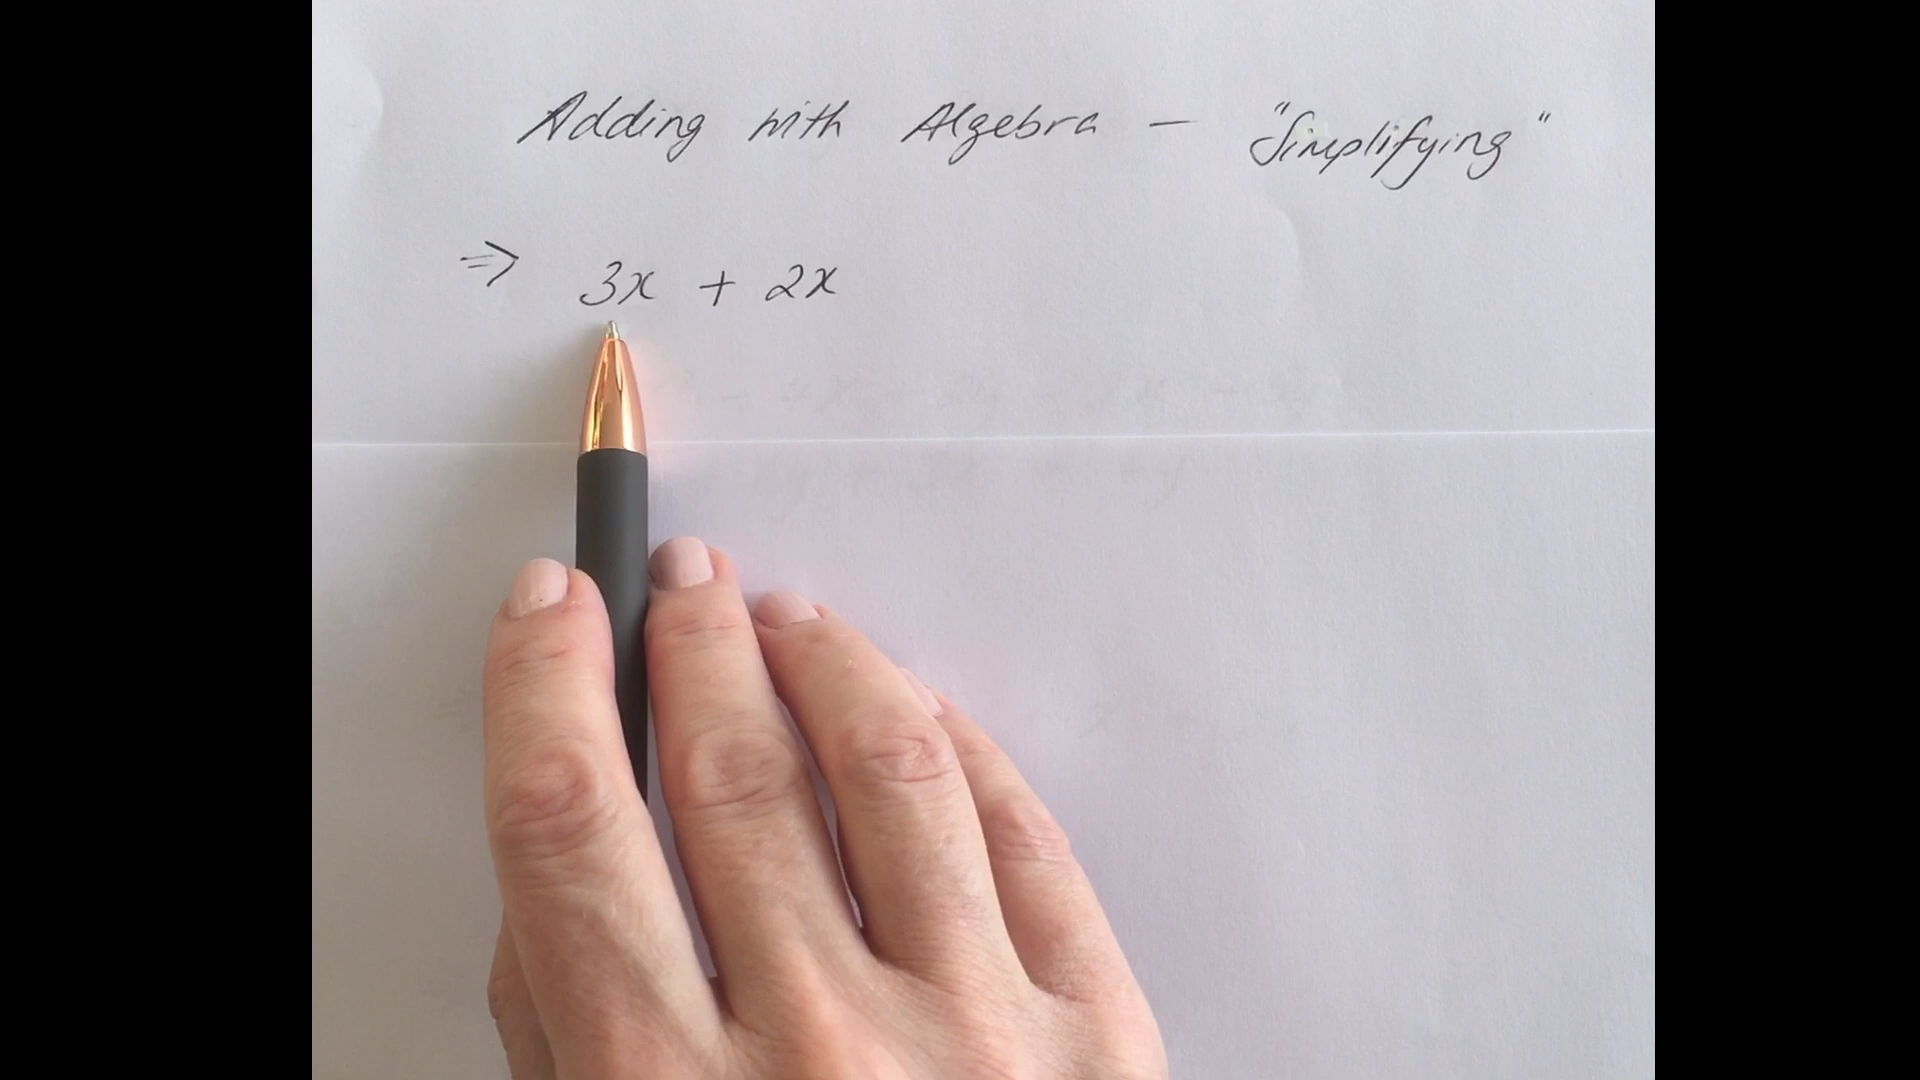 Adding with Algebra - "Simplifying"
⇒ 3x + 2x